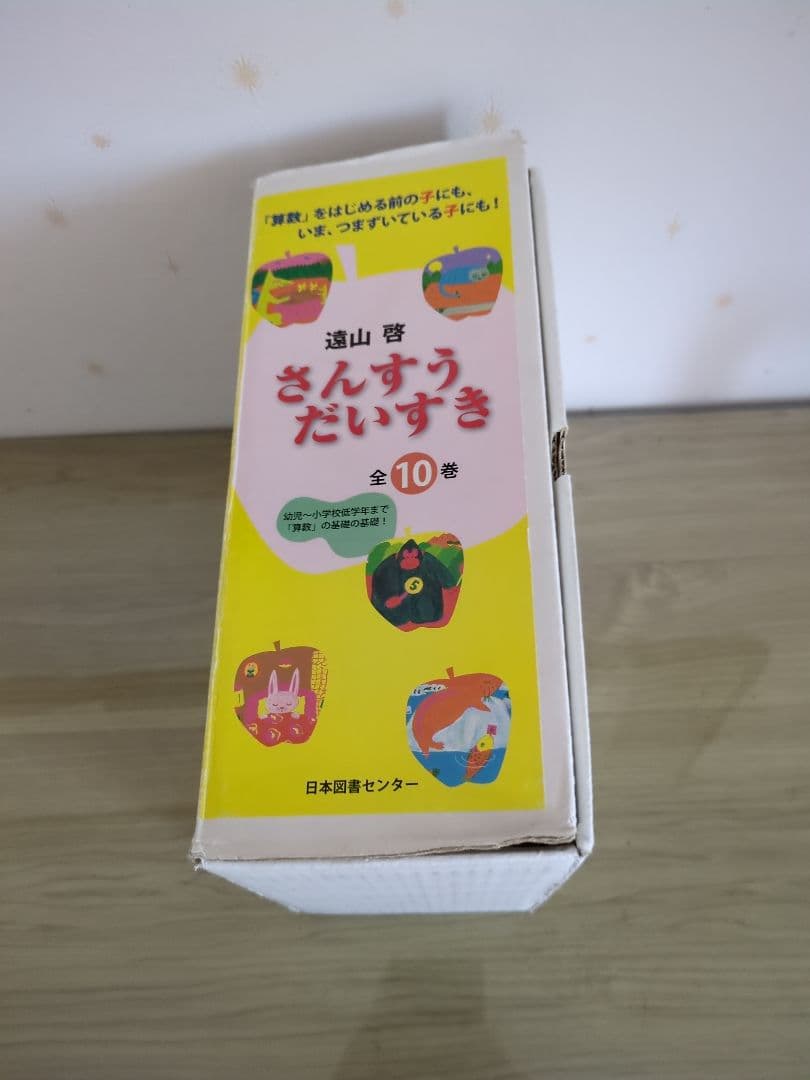 「算数」をはじめる前の子にも、
いま、つまずいている子にも!
遠山 啓
さんすう
だいすき
全10巻
幼児〜小学校低学年まで
「算数」の基礎の基礎!
5
日本図書センター